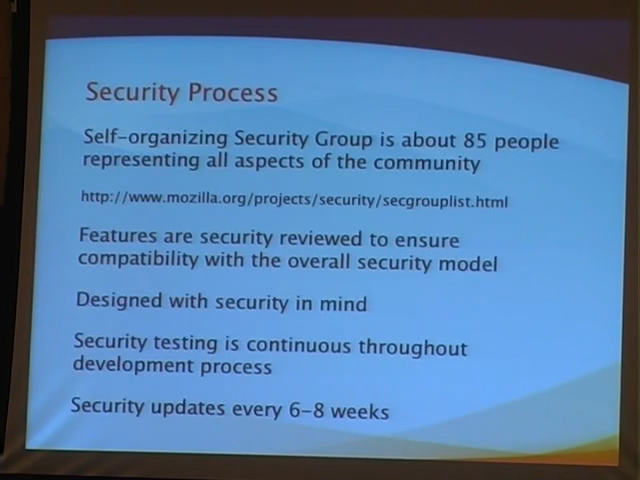 Security Process
Self-organizing Security Group is about 85 people
representing all aspects of the community
http://www.mozilla.org/projects/security/secgrouplist.html
Features are security reviewed to ensure
compatibility with the overall security model
Designed with security in mind
Security testing is continuous throughout
development process
Security updates every 6-8 weeks